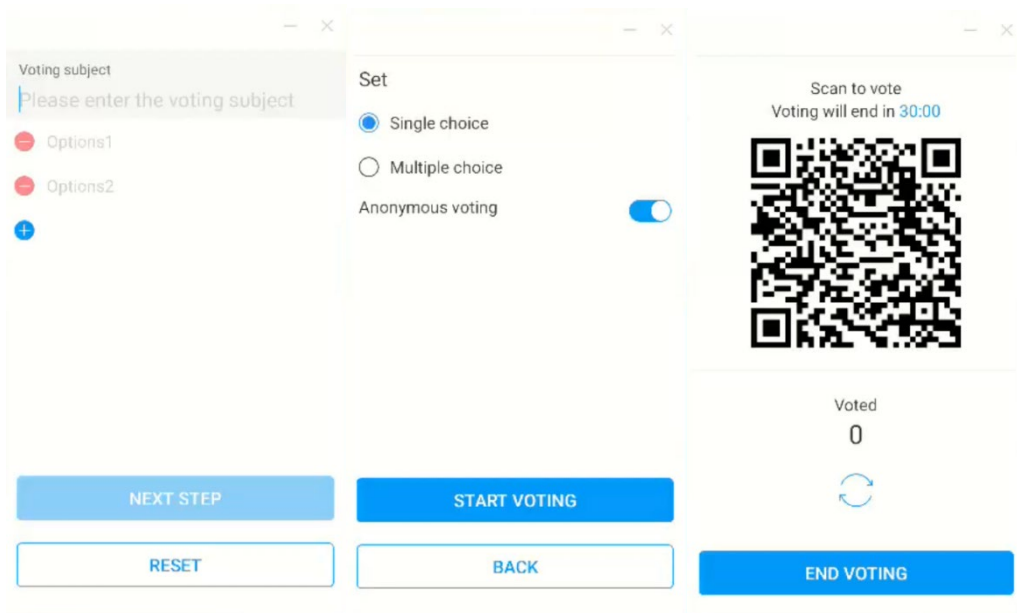 Voting subject
Please enter the voting subject
Options1
Options2
NEXT STEP
RESET
Set
Single choice
Multiple choice
Anonymous voting
START VOTING
BACK
Scan to vote
Voting will end in 30:00
Voted
0
END VOTING